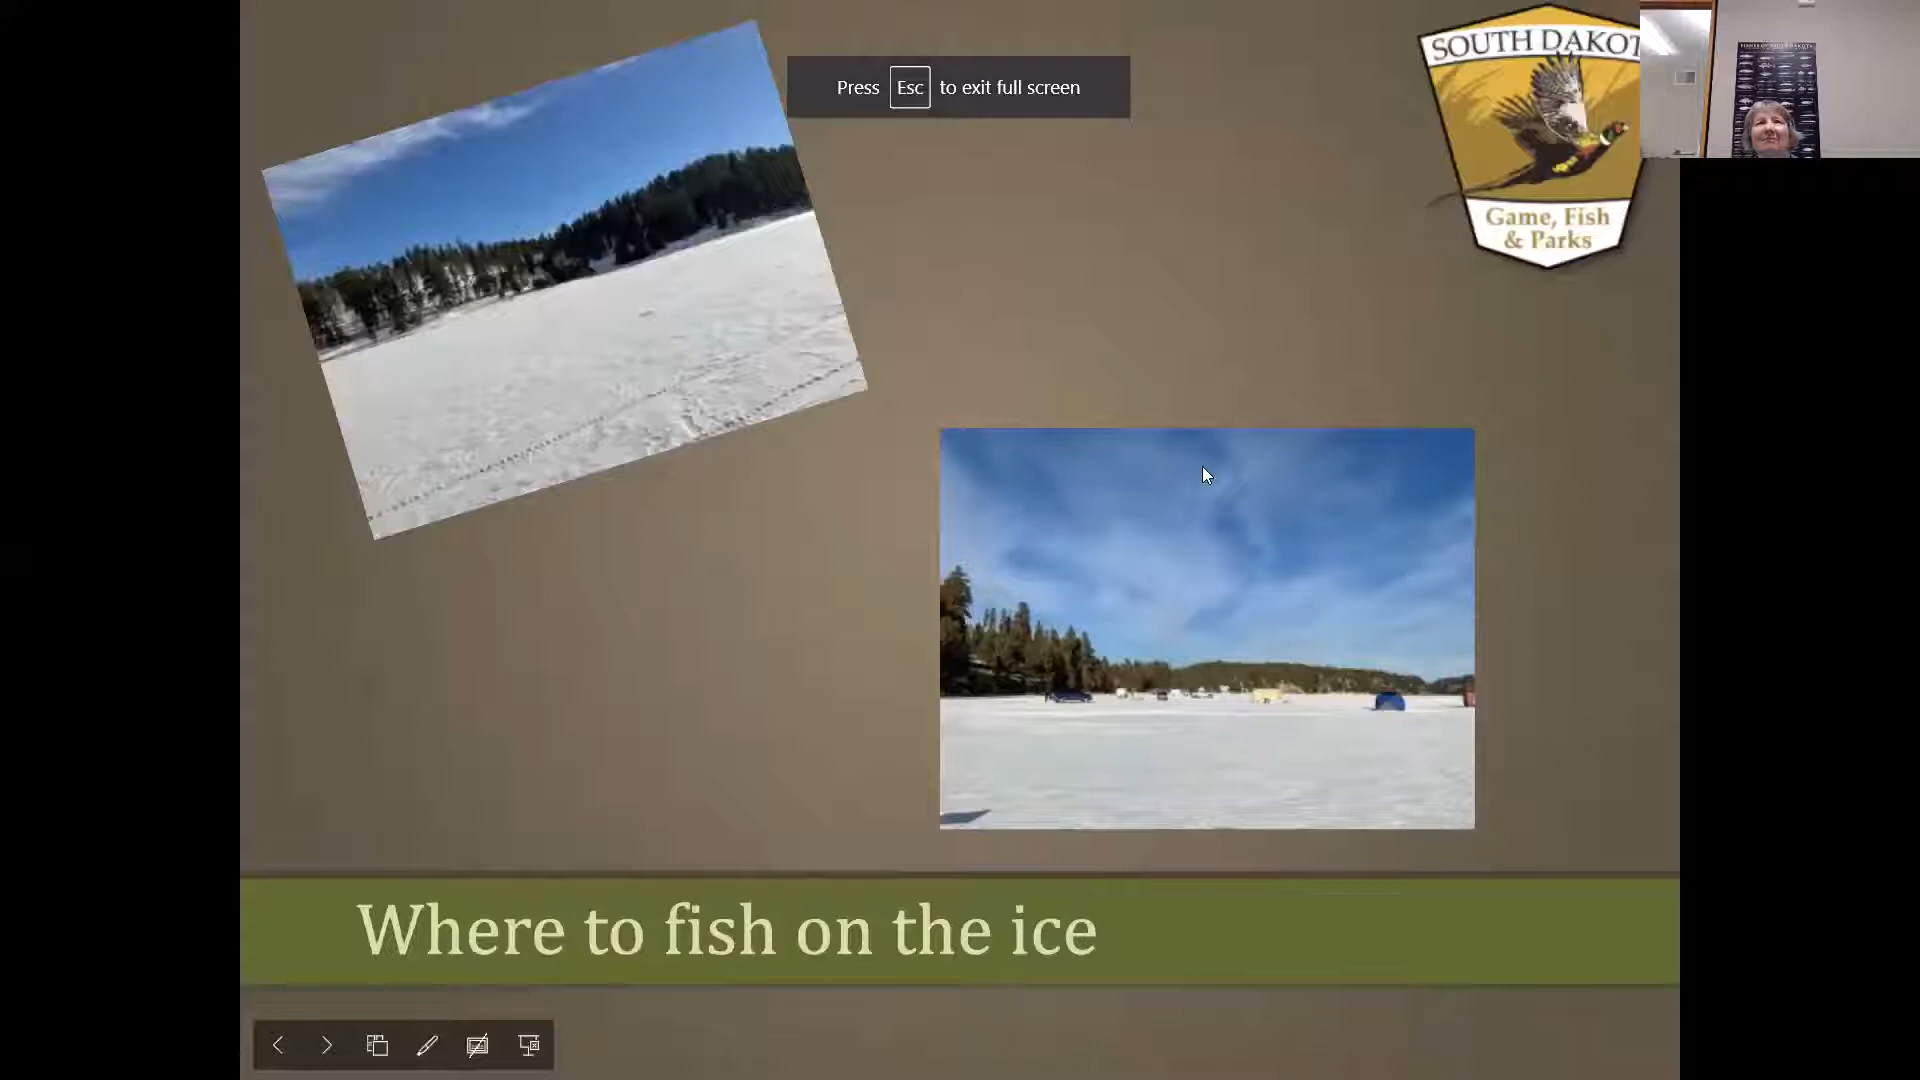 SOUTH DAKOT
Press Esc to exit full screen
Game, Fish
& Parks
Where to fish on the ice